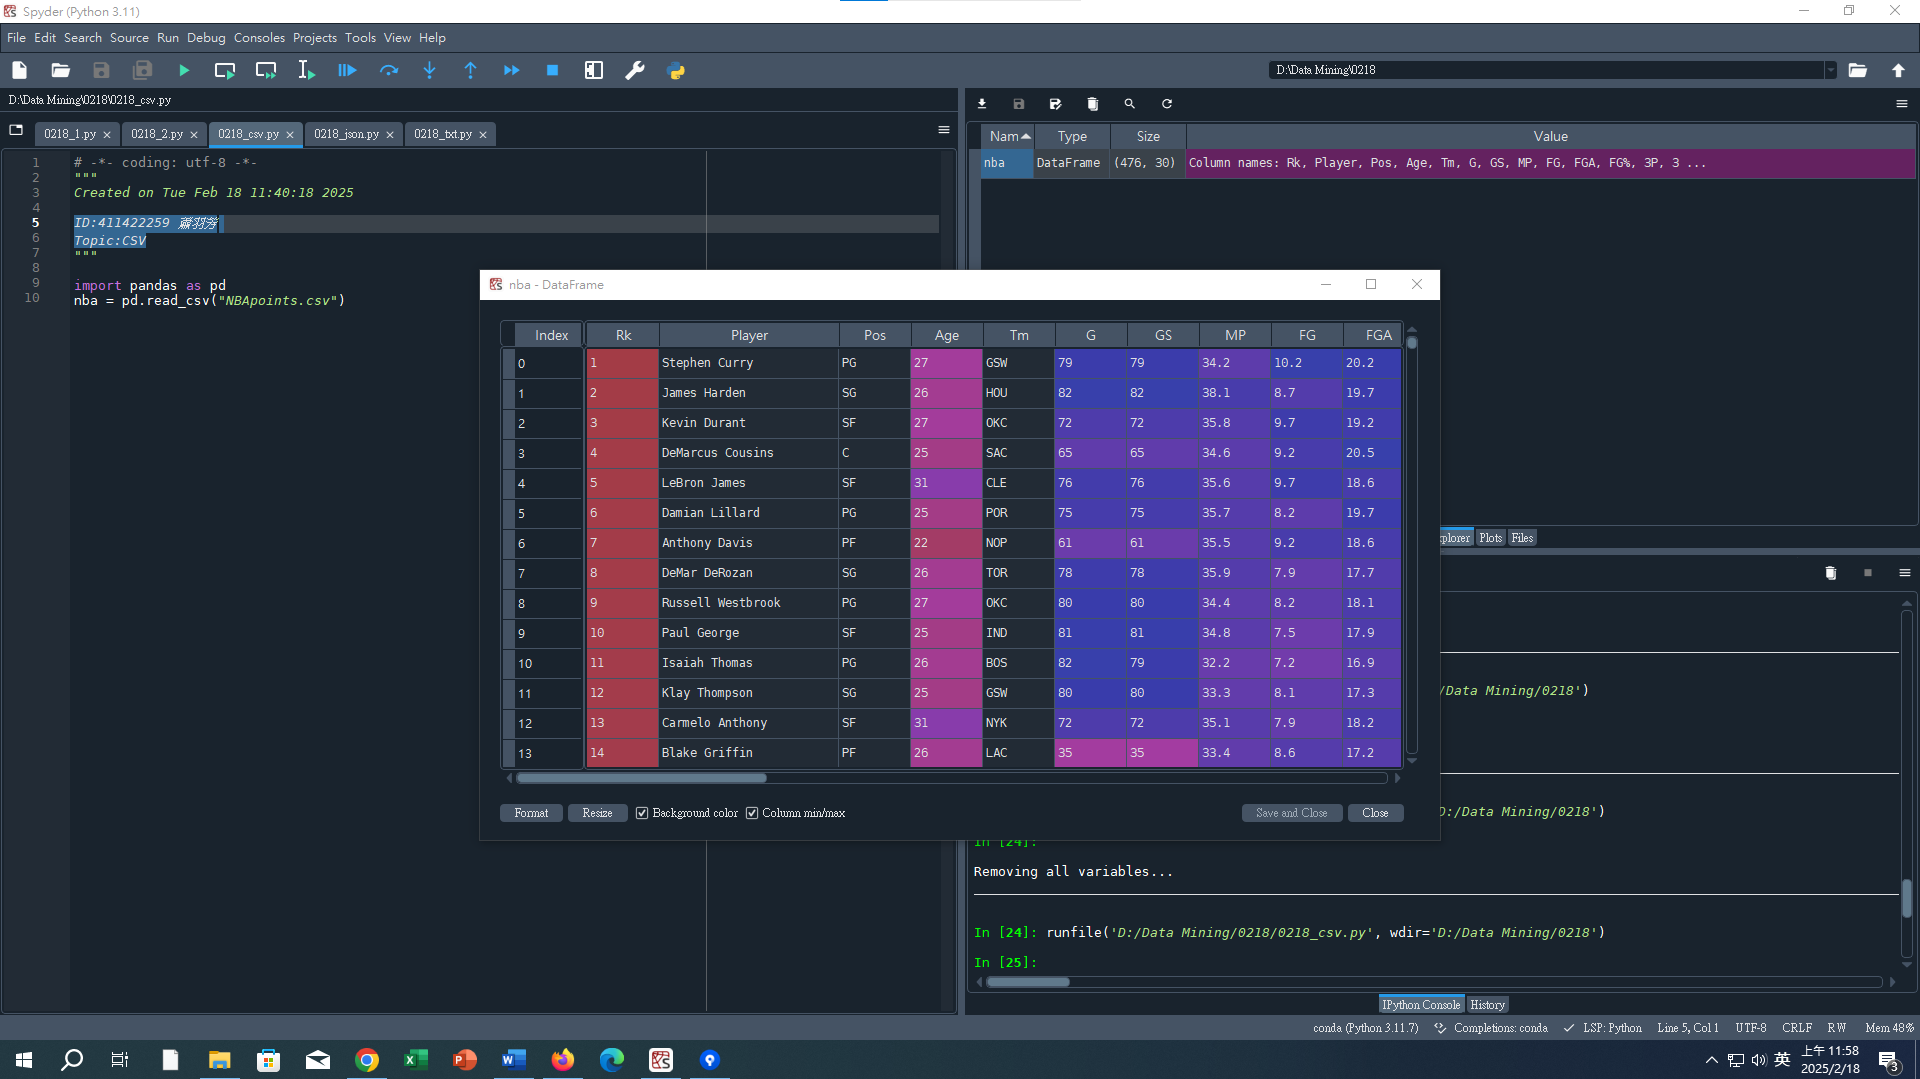 Spyder (Python 3.11)
File Edit Search Source Run Debug Consoles Projects Tools View Help
D:\Data Mining\0218
D:\Data Mining\0218\0218_csv.py
0218_1.py 0218_2.py 0218_csv.py 0218_json.py 0218_txt.py
1 # -*- coding: utf-8 -*-
2 """
3 Created on Tue Feb 18 11:40:18 2025
4
5 ID:411422259 蕭羽芳
6 Topic:CSV
7 """
8
9 import pandas as pd
10 nba = pd.read_csv("NBApoints.csv")
Nam Type Size Value
nba DataFrame (476, 30) Column names: Rk, Player, Pos, Age, Tm, G, GS, MP, FG, FGA, FG%, 3P, 3 ...
nba - DataFrame
Index Rk Player Pos Age Tm G GS MP FG FGA
0 1 Stephen Curry PG 27 GSW 79 79 34.2 10.2 20.2
1 2 James Harden SG 26 HOU 82 82 38.1 8.7 19.7
2 3 Kevin Durant SF 27 OKC 72 72 35.8 9.7 19.2
3 4 DeMarcus Cousins C 25 SAC 65 65 34.6 9.2 20.5
4 5 LeBron James SF 31 CLE 76 76 35.6 9.7 18.6
5 6 Damian Lillard PG 25 POR 75 75 35.7 8.2 19.7
6 7 Anthony Davis PF 22 NOP 61 61 35.5 9.2 18.6
7 8 DeMar DeRozan SG 26 TOR 78 78 35.9 7.9 17.7
8 9 Russell Westbrook PG 27 OKC 80 80 34.4 8.2 18.1
9 10 Paul George SF 25 IND 81 81 34.8 7.5 17.9
10 11 Isaiah Thomas PG 26 BOS 82 79 32.2 7.2 16.9
11 12 Klay Thompson SG 25 GSW 80 80 33.3 8.1 17.3
12 13 Carmelo Anthony SF 31 NYK 72 72 35.1 7.9 18.2
13 14 Blake Griffin PF 26 LAC 35 35 33.4 8.6 17.2
Format Resize Background color Column min/max Save and Close Close
plorer Plots Files
/Data Mining/0218')
D:/Data Mining/0218')
In [24]:
Removing all variables...
In [24]: runfile('D:/Data Mining/0218/0218_csv.py', wdir='D:/Data Mining/0218')
In [25]:
IPython Console History
conda (Python 3.11.7) Completions: conda LSP: Python Line 5, Col 1 UTF-8 CRLF RW Mem 48%
英 上午 11:58
2025/2/18
3